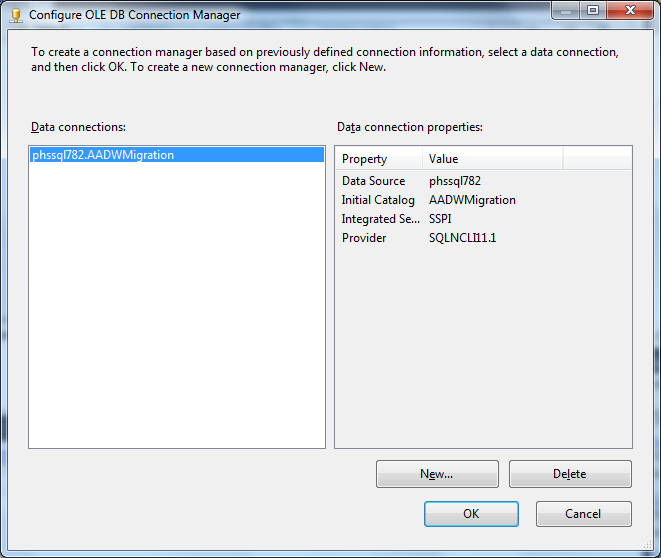 Configure OLE DB Connection Manager
To create a connection manager based on previously defined connection information, select a data connection,
and then click OK. To create a new connection manager, click New.
Data connections:
phssql782.AADWMigration
Data connection properties:
Property Value
Data Source phssql782
Initial Catalog AADWMigration
Integrated Se... SSPI
Provider SQLNCLI11.1
New... Delete
OK Cancel